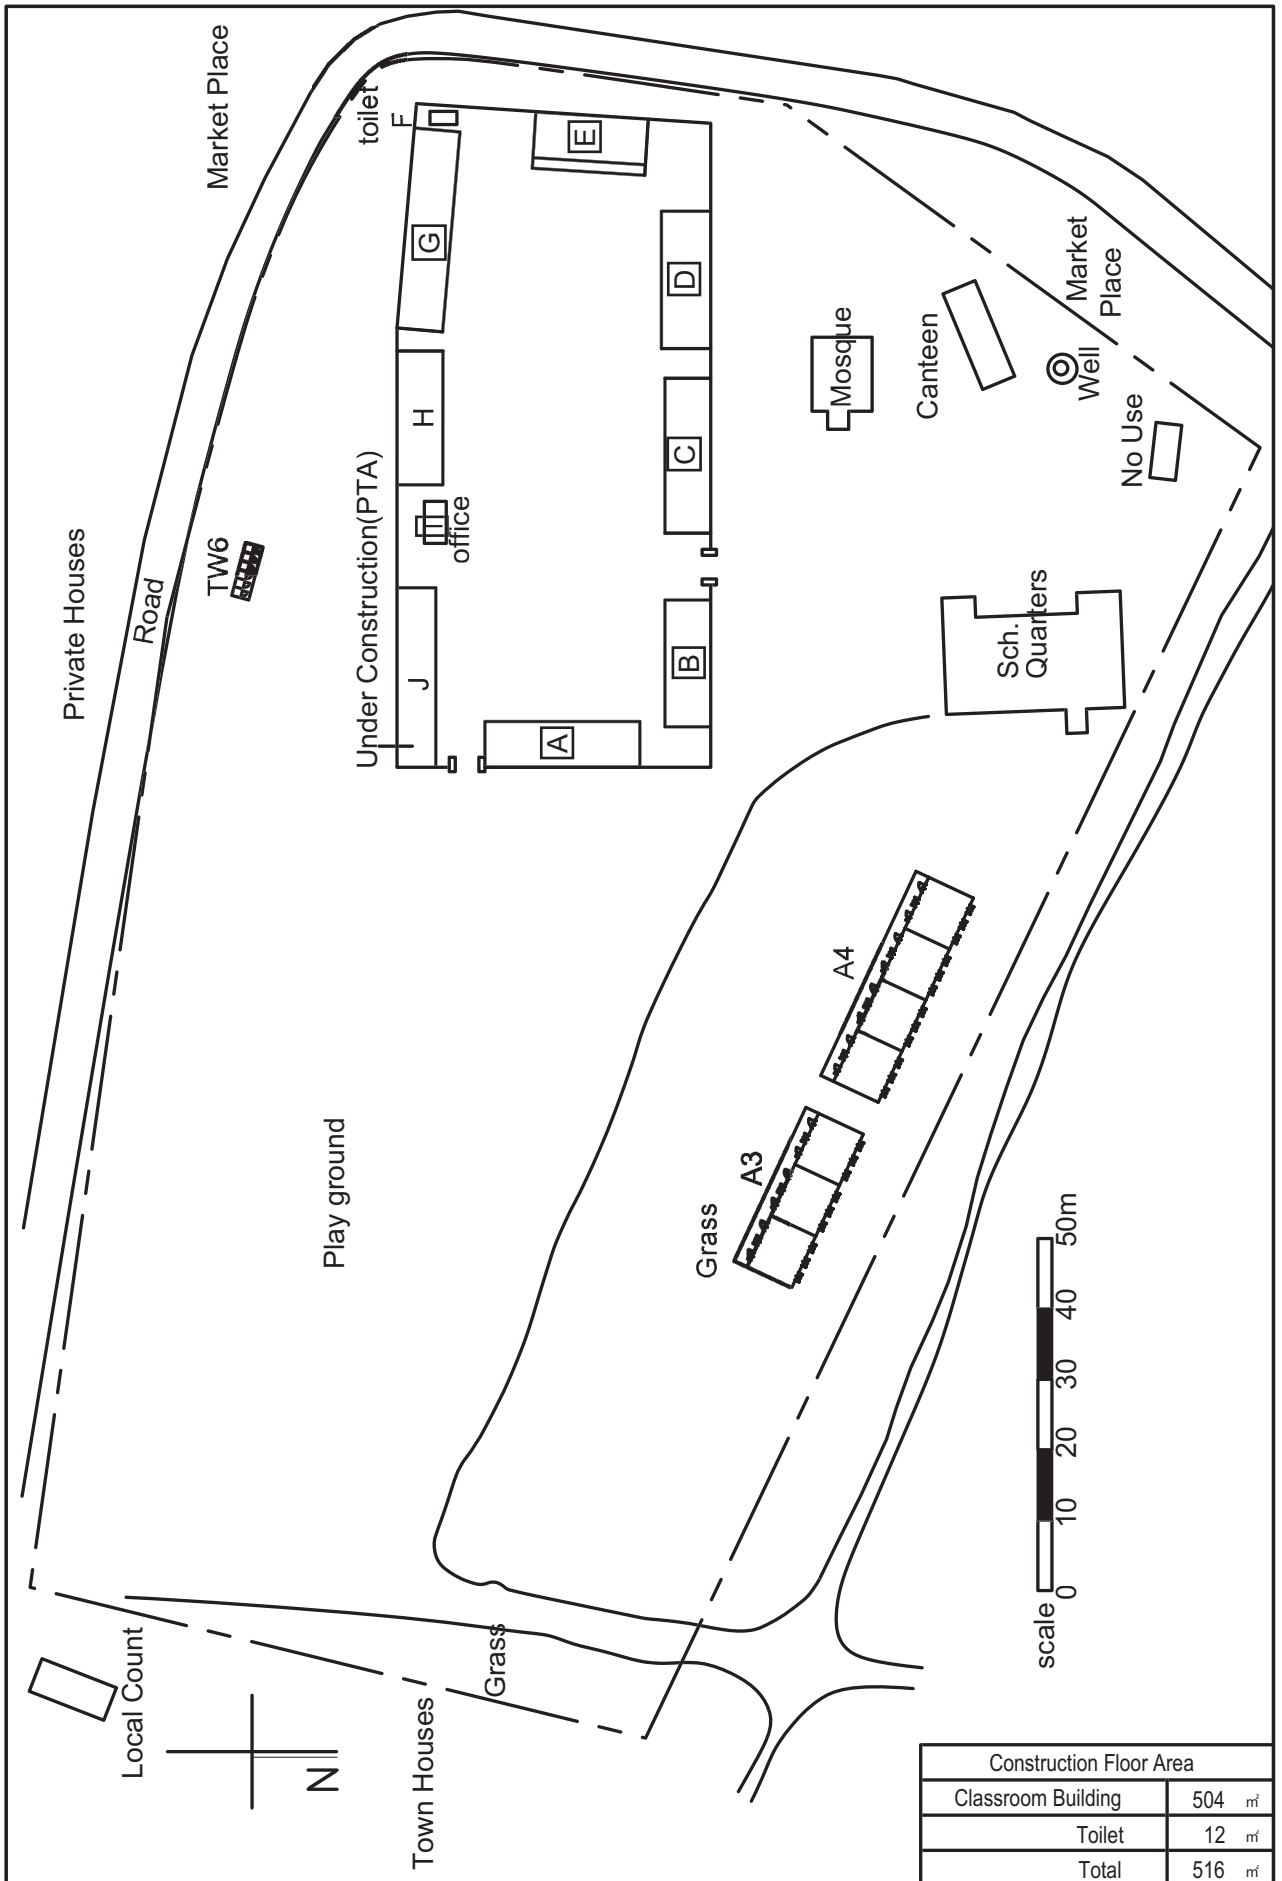 Market Place
toilet
F
E
G
D
Market
Place
Mosque
Canteen
Well
No Use
H
C
Under Construction(PTA)
office
Private Houses
Road
TW6
J
B
A
Sch.
Quarters
A4
A3
Grass
Play ground
scale
0
10
20
30
40
50m
Local Count
N
Grass
Town Houses
Construction Floor Area
Classroom Building 504 ㎡
Toilet 12 ㎡
Total 516 ㎡